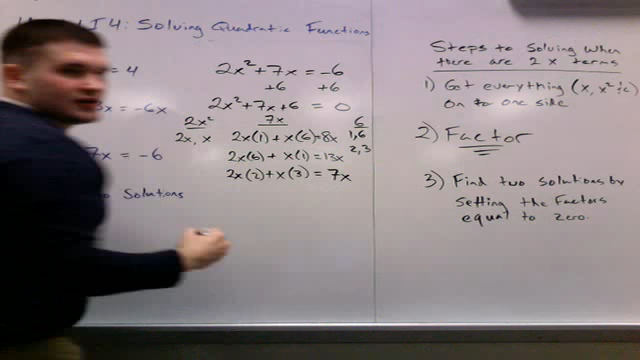 J4: Solving Quadratic Functions
= 4
x = -6x
7x = -6
Solutions
2x² + 7x = -6
+6 +6
2x² + 7x + 6 = 0
2x² 7x 6
2x, x 2x(1) + x(6) = 8x 1,6
2x(6) + x(1) = 13x 2,3
2x(2) + x(3) = 7x
Steps to Solving when
there are 2 x terms
1) Get everything (x, x² & c)
on to one side
2) Factor
3) Find two solutions by
setting the factors
equal to zero.